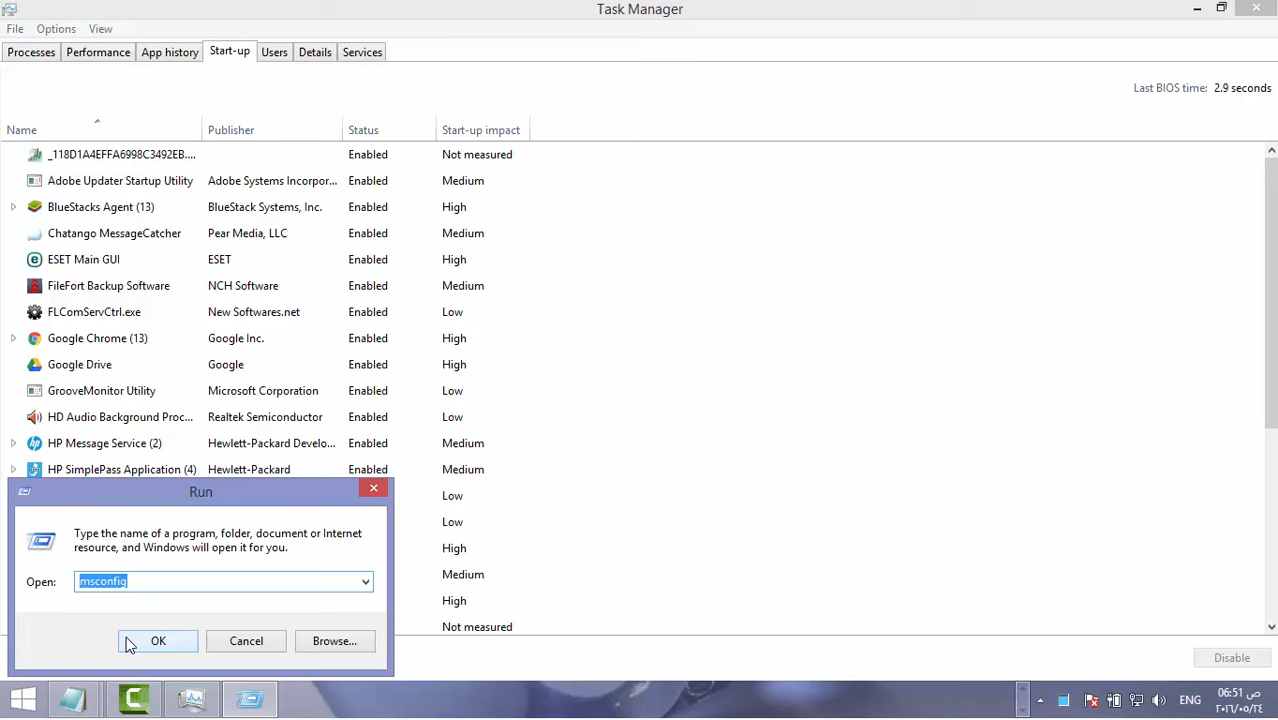 Task Manager
File Options View
Processes Performance App history Start-up Users Details Services
Last BIOS time: 2.9 seconds
Name Publisher Status Start-up impact
_118D1A4EFFA6998C3492EB.... Enabled Not measured
Adobe Updater Startup Utility Adobe Systems Incorpor... Enabled Medium
BlueStacks Agent (13) BlueStack Systems, Inc. Enabled High
Chatango MessageCatcher Pear Media, LLC Enabled Medium
ESET Main GUI ESET Enabled High
FileFort Backup Software NCH Software Enabled Medium
FLComServCtrl.exe New Softwares.net Enabled Low
Google Chrome (13) Google Inc. Enabled High
Google Drive Google Enabled High
GrooveMonitor Utility Microsoft Corporation Enabled Low
HD Audio Background Proc... Realtek Semiconductor Enabled Low
HP Message Service (2) Hewlett-Packard Develo... Enabled Medium
HP SimplePass Application (4) Hewlett-Packard Enabled Medium
Low
Low
High
Medium
High
Not measured
Run
Type the name of a program, folder, document or Internet
resource, and Windows will open it for you.
Open: msconfig
OK Cancel Browse...
Disable
ENG
06:51 ص
٢٠١٦/٠٥/٢٤